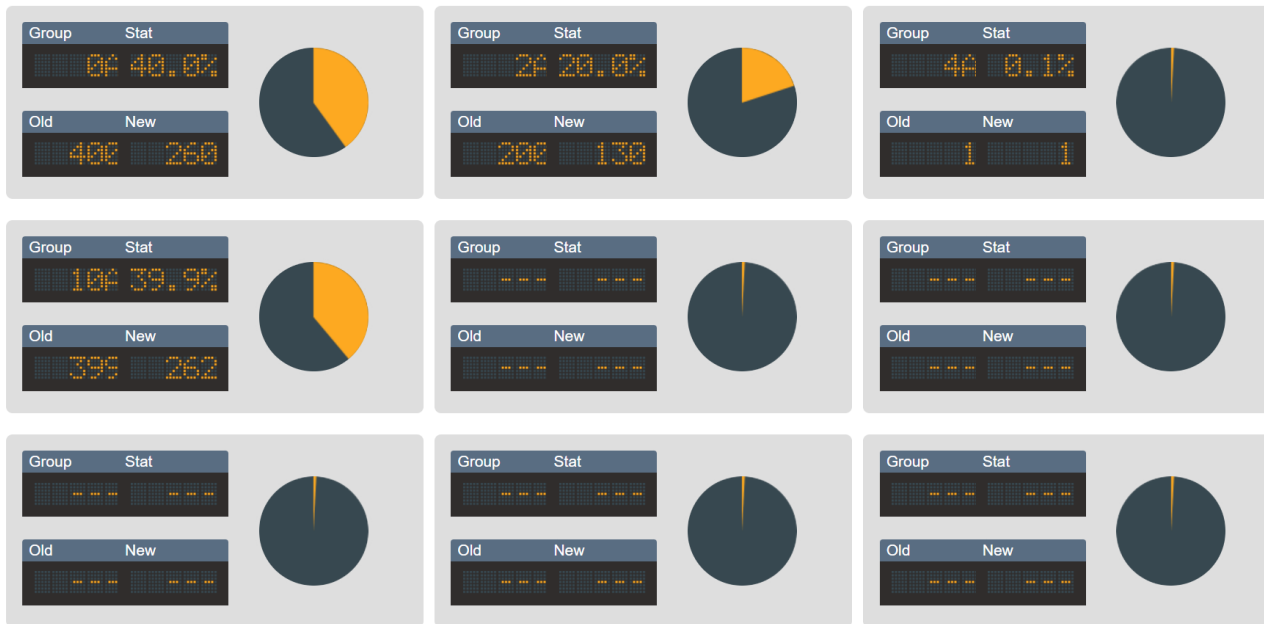 Group Stat
0A 40.0%
Old New
400 260
Group Stat
2A 20.0%
Old New
200 130
Group Stat
4A 0.1%
Old New
1 1
Group Stat
10A 39.9%
Old New
399 262
Group Stat
--- ---
Old New
--- ---
Group Stat
--- ---
Old New
--- ---
Group Stat
--- ---
Old New
--- ---
Group Stat
--- ---
Old New
--- ---
Group Stat
--- ---
Old New
--- ---